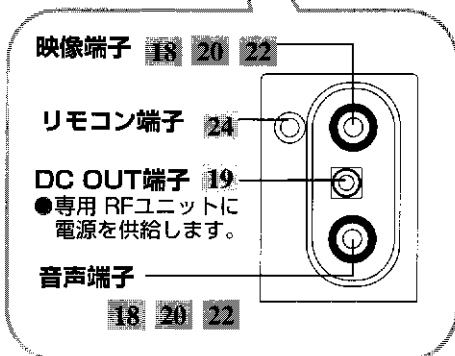 映像端子 18 20 22
リモコン端子 24
DC OUT端子 19
●専用 RFユニットに
電源を供給します。
音声端子
18 20 22